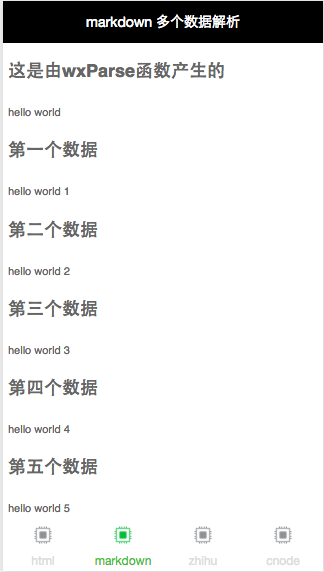 markdown 多个数据解析
这是由wxParse函数产生的
hello world
第一个数据
hello world 1
第二个数据
hello world 2
第三个数据
hello world 3
第四个数据
hello world 4
第五个数据
hello world 5
html markdown zhihu cnode